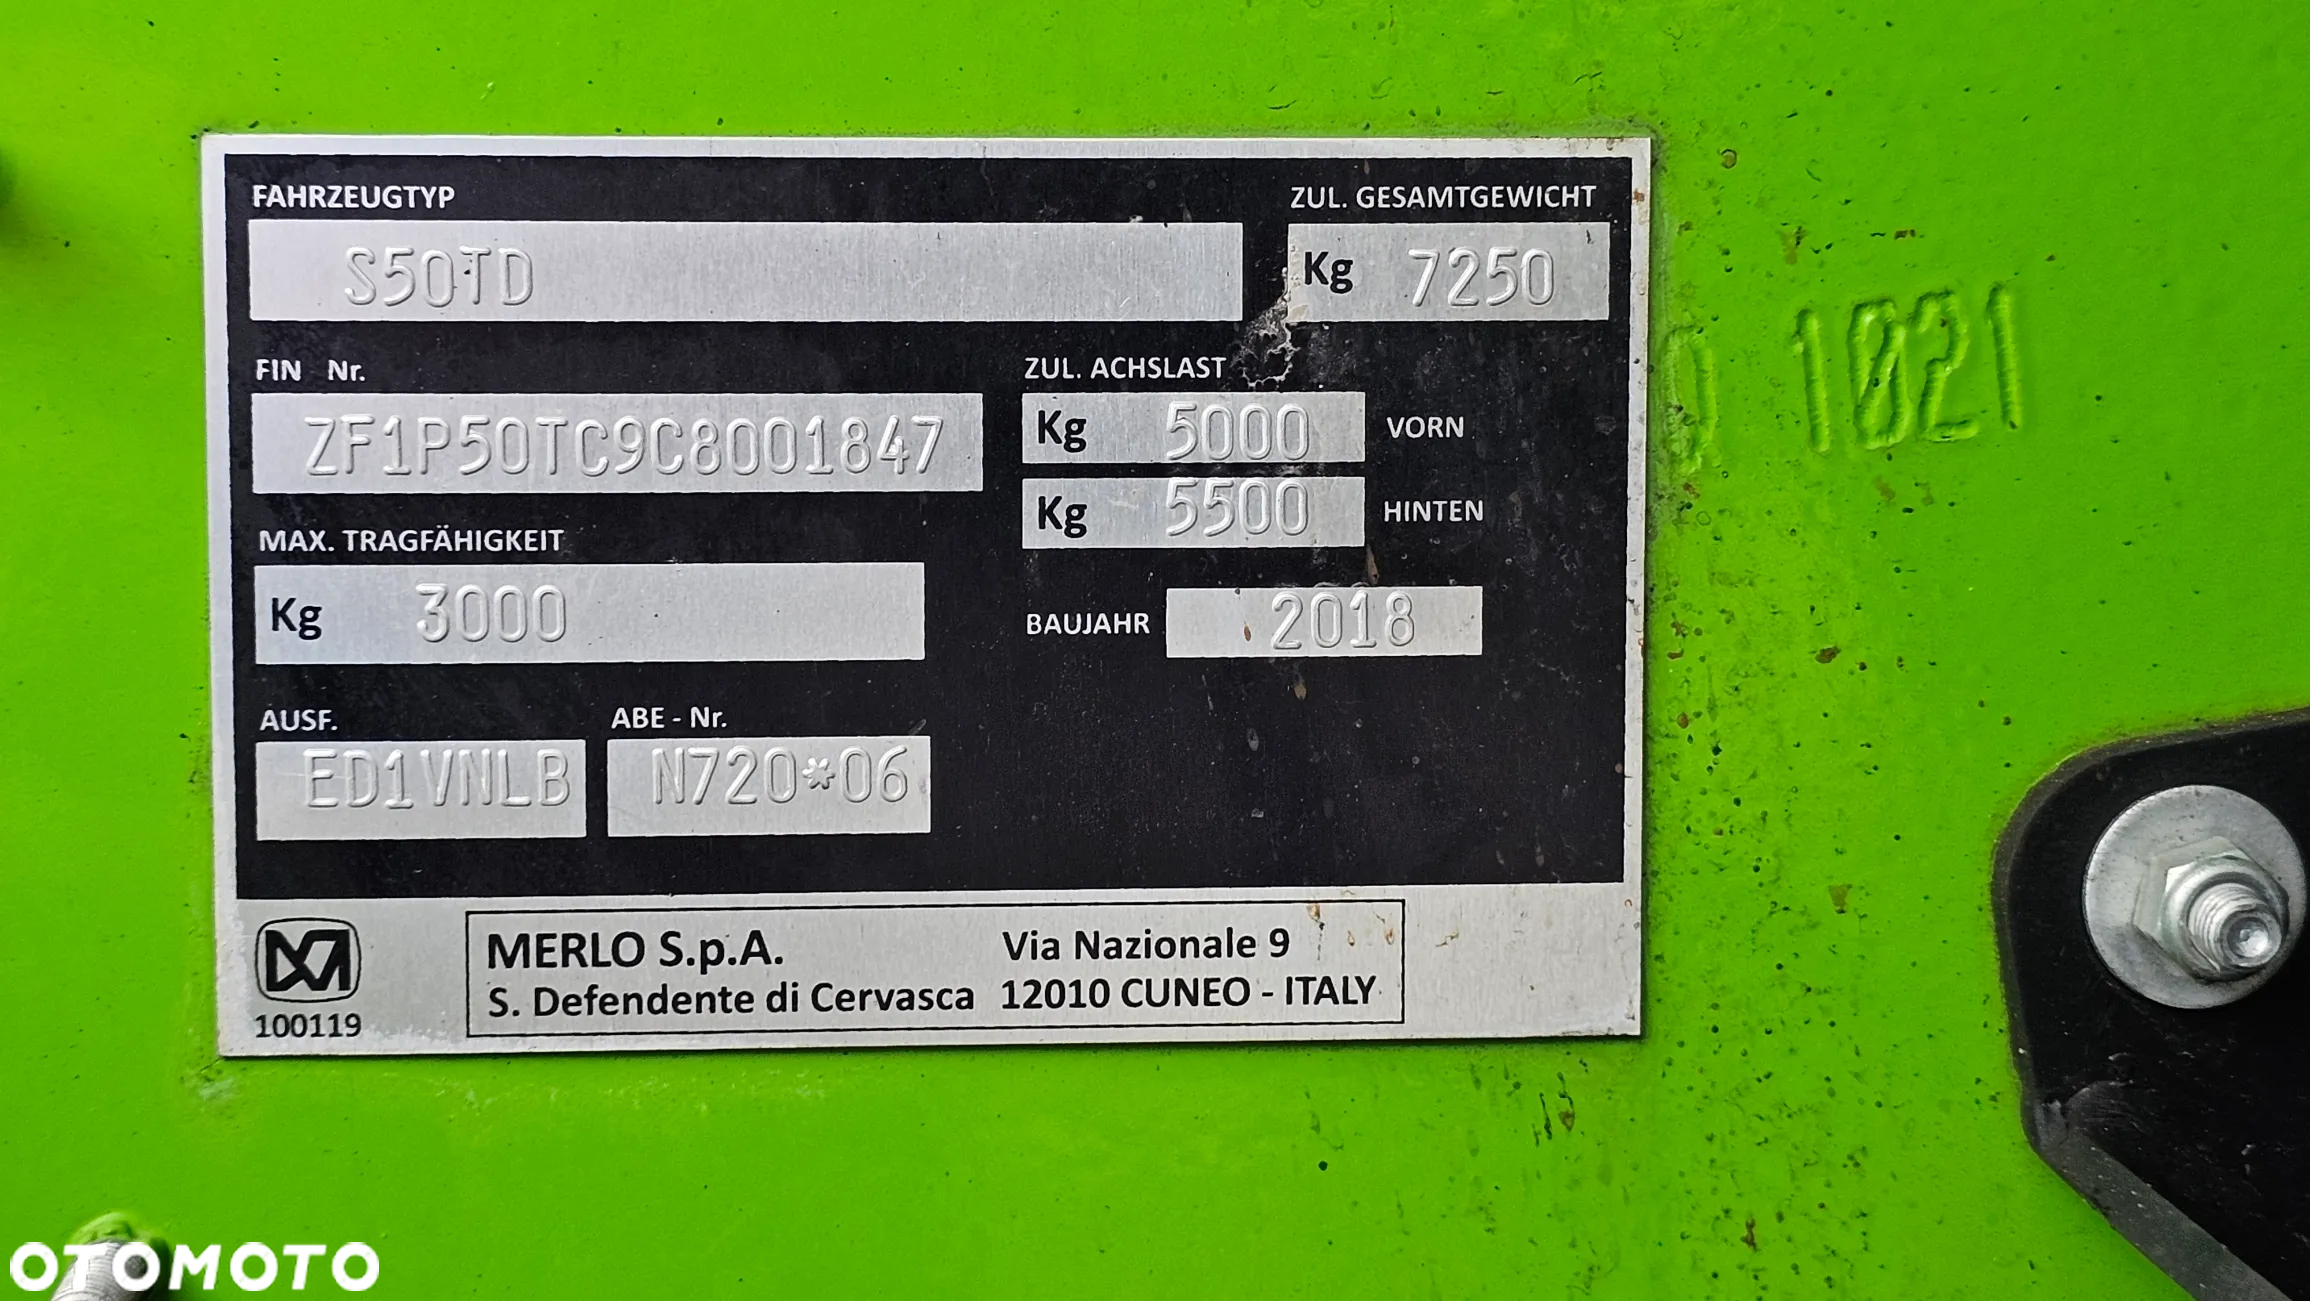 FAHRZEUGTYP
S50TD
ZUL. GESAMTGEWICHT
Kg 7250
FIN Nr.
ZF1P50TC9C8001847
ZUL. ACHSLAST
Kg 5000 VORN
Kg 5500 HINTEN
MAX. TRAGFÄHIGKEIT
Kg 3000
BAUJAHR 2018
AUSF.
ED1VNLB
ABE - Nr.
N720*06
100119
MERLO S.p.A. Via Nazionale 9
S. Defendente di Cervasca 12010 CUNEO - ITALY
1021
OTOMOTO